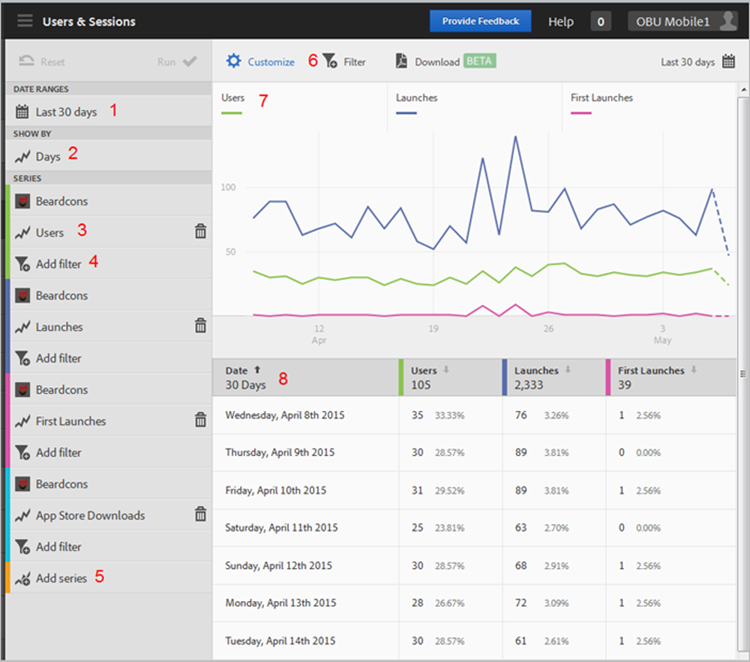 Users & Sessions
Provide Feedback
Help
0
OBU Mobile1
Reset
Run
Customize
6
Filter
Download
BETA
Last 30 days
DATE RANGES
Last 30 days
1
SHOW BY
Days
2
SERIES
Beardcons
Users
3
Add filter
4
Beardcons
Launches
Add filter
Beardcons
First Launches
Add filter
Beardcons
App Store Downloads
Add filter
Add series
5
Users
7
Launches
First Launches
100
50
12
Apr
19
26
3
May
Date
30 Days
8
Users
105
Launches
2,333
First Launches
39
Wednesday, April 8th 2015 35 33.33% 76 3.26% 1 2.56%
Thursday, April 9th 2015 30 28.57% 89 3.81% 0 0.00%
Friday, April 10th 2015 31 29.52% 89 3.81% 1 2.56%
Saturday, April 11th 2015 25 23.81% 63 2.70% 0 0.00%
Sunday, April 12th 2015 30 28.57% 68 2.91% 1 2.56%
Monday, April 13th 2015 28 26.67% 72 3.09% 1 2.56%
Tuesday, April 14th 2015 30 28.57% 61 2.61% 1 2.56%